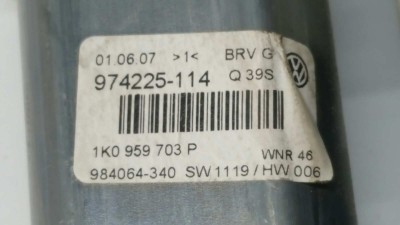 01.06.07 >1< BRV G
974225-114 Q 39S
1K0 959 703 P WNR 46
984064-340 SW1119 / HW 006